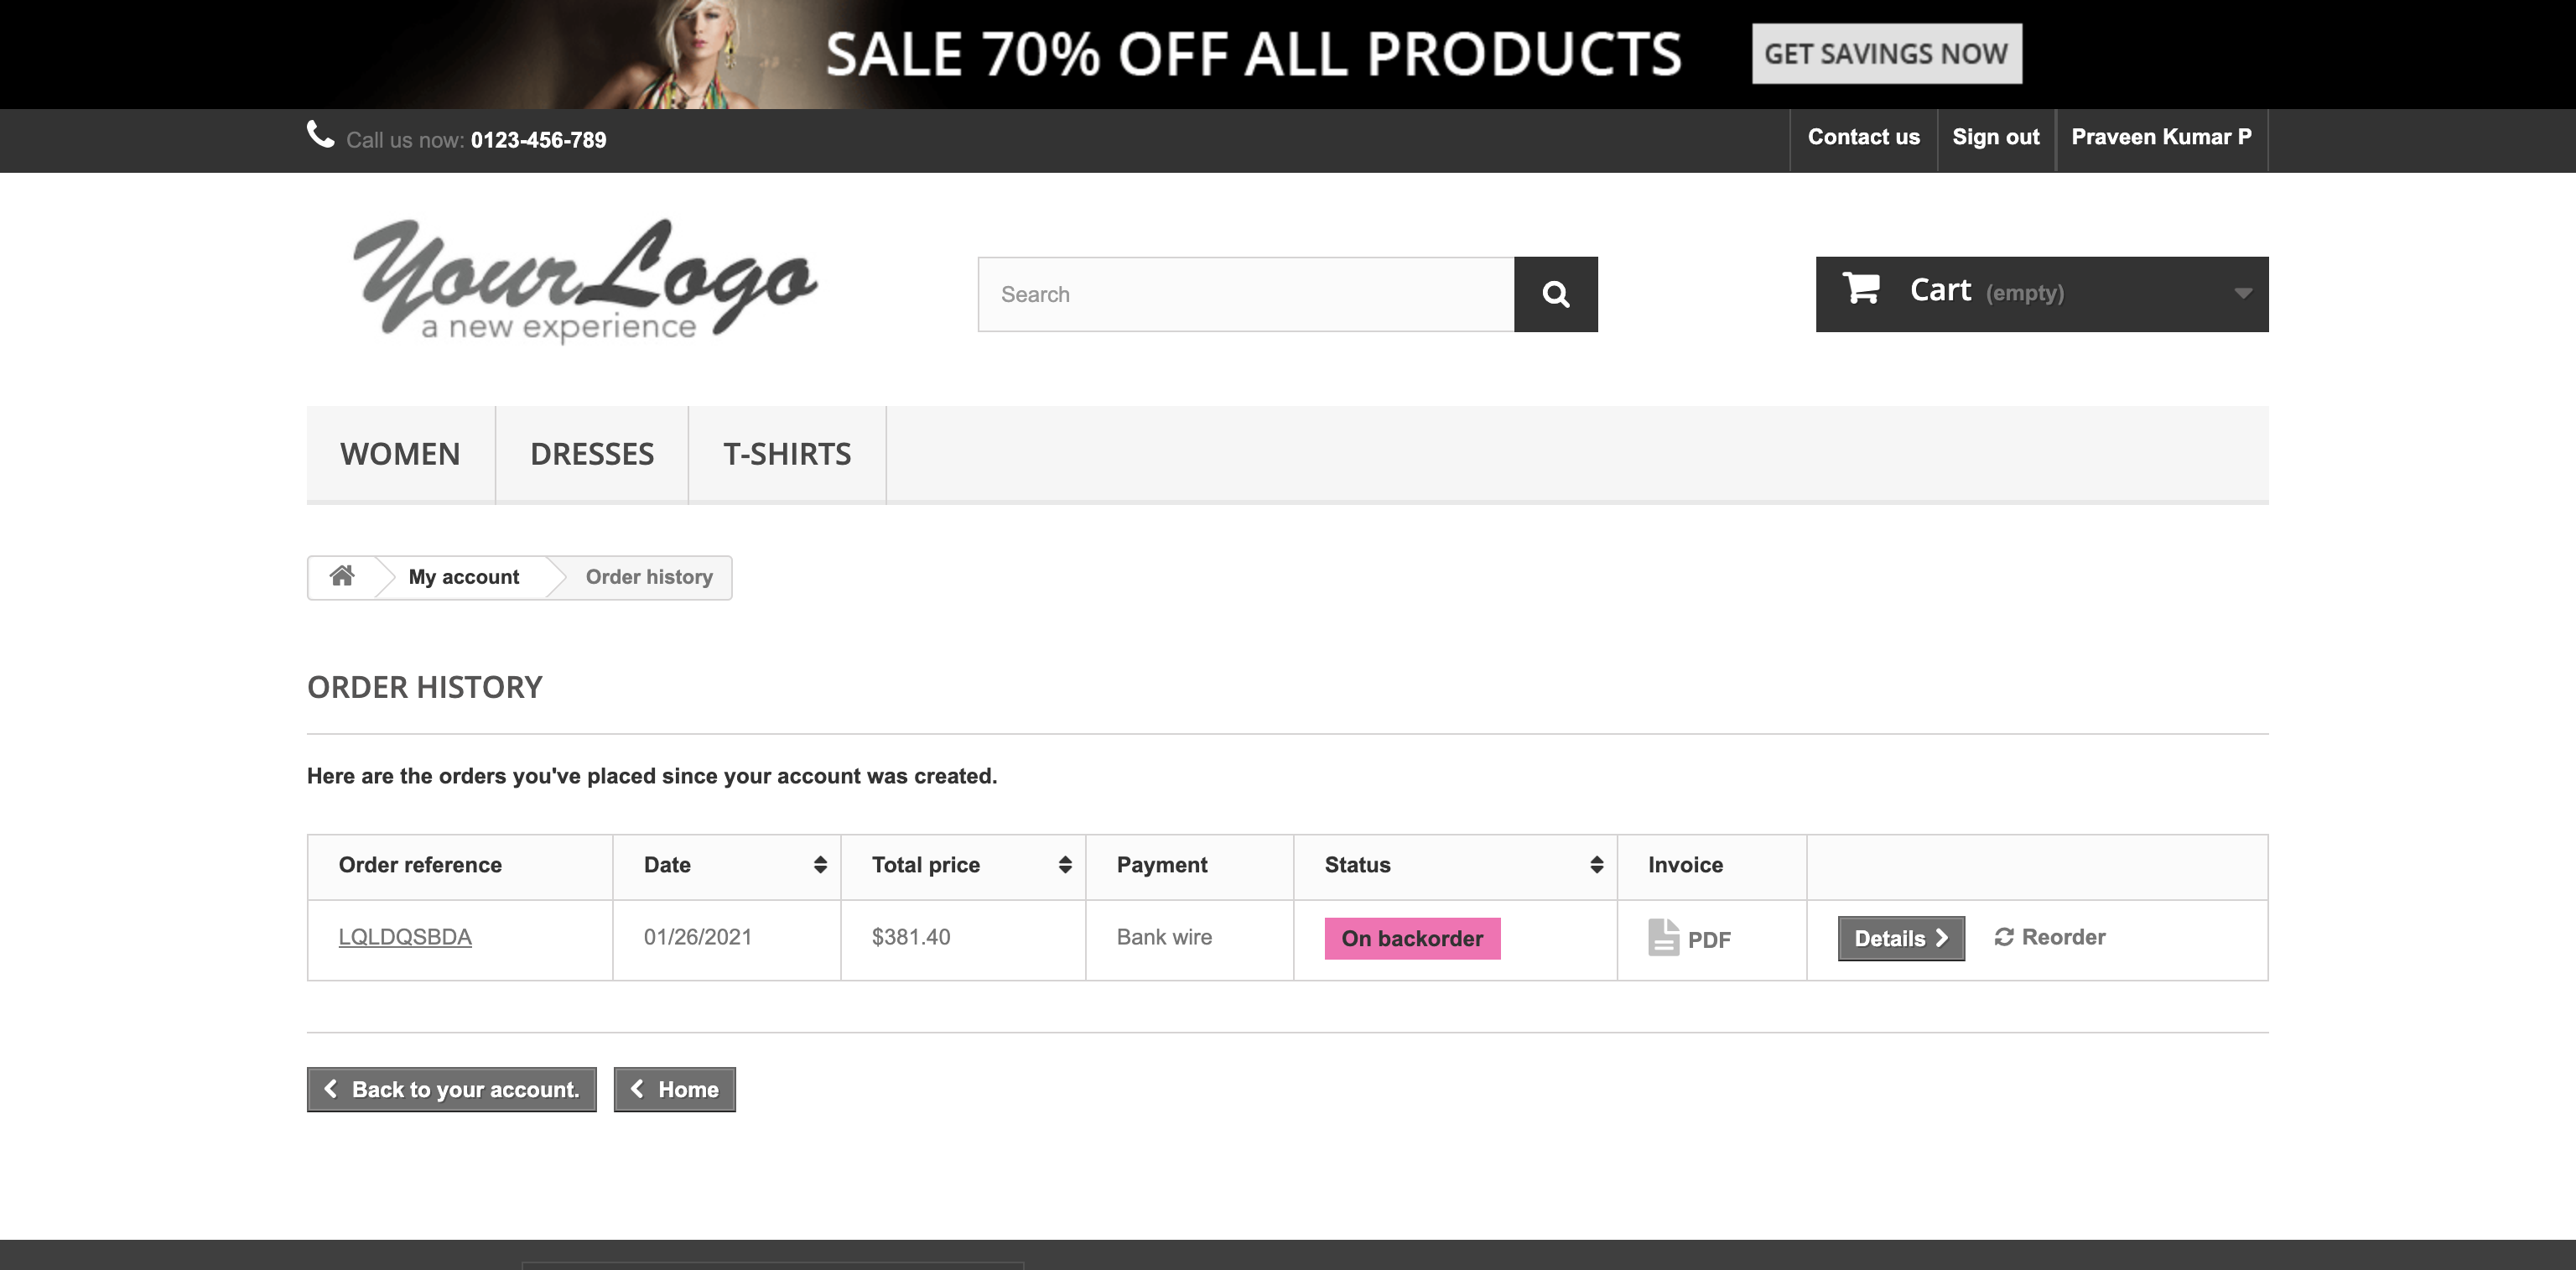 SALE 70% OFF ALL PRODUCTS GET SAVINGS NOW
Call us now: 0123-456-789 Contact us Sign out Praveen Kumar P
YourLogo
a new experience
Search
Cart (empty)
WOMEN DRESSES T-SHIRTS
My account Order history
ORDER HISTORY
Here are the orders you've placed since your account was created.
Order reference Date Total price Payment Status Invoice
LQLDQSBDA 01/26/2021 $381.40 Bank wire On backorder PDF Details Reorder
Back to your account. Home